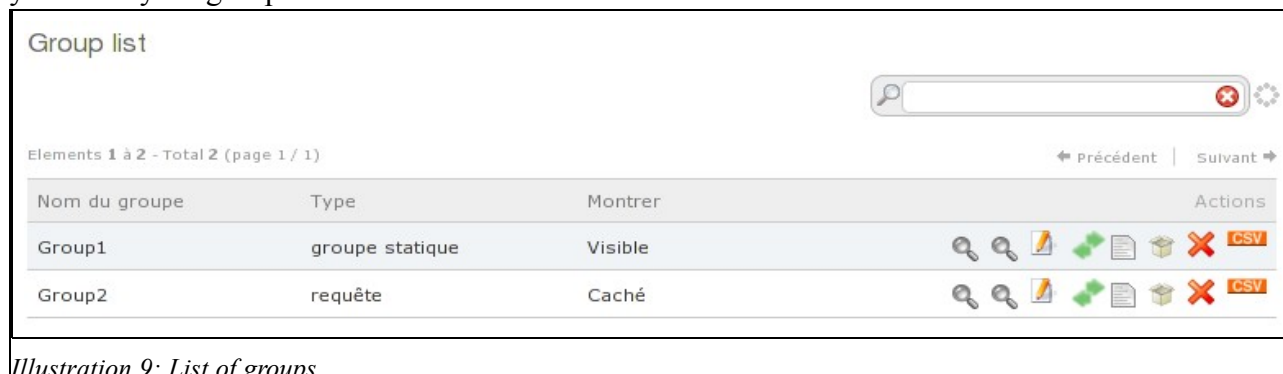 Group list
Elements 1 à 2 - Total 2 (page 1 / 1)
Précédent | Suivant
Nom du groupe Type Montrer Actions
Group1 groupe statique Visible CSV
Group2 requête Caché CSV
Illustration 9: List of groups